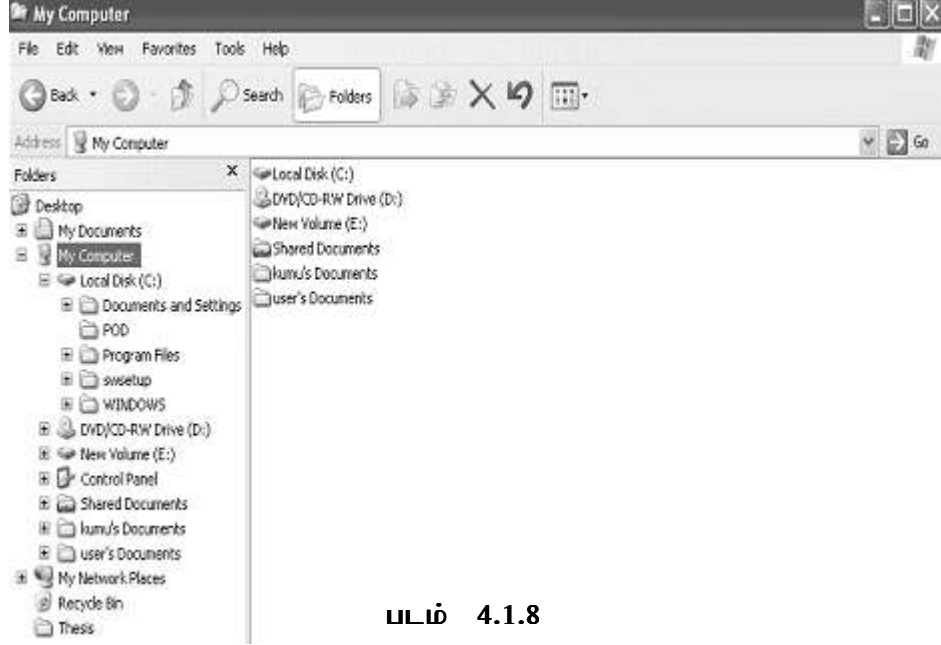 My Computer
File Edit View Favorites Tools Help
Back Search Folders
Address My Computer Go
Folders
Desktop
My Documents
My Computer
Local Disk (C:)
Documents and Settings
POD
Program Files
swsetup
WINDOWS
DVD/CD-RW Drive (D:)
New Volume (E:)
Control Panel
Shared Documents
kumu's Documents
user's Documents
My Network Places
Recycle Bin
Thesis
Local Disk (C:)
DVD/CD-RW Drive (D:)
New Volume (E:)
Shared Documents
kumu's Documents
user's Documents
படம் 4.1.8